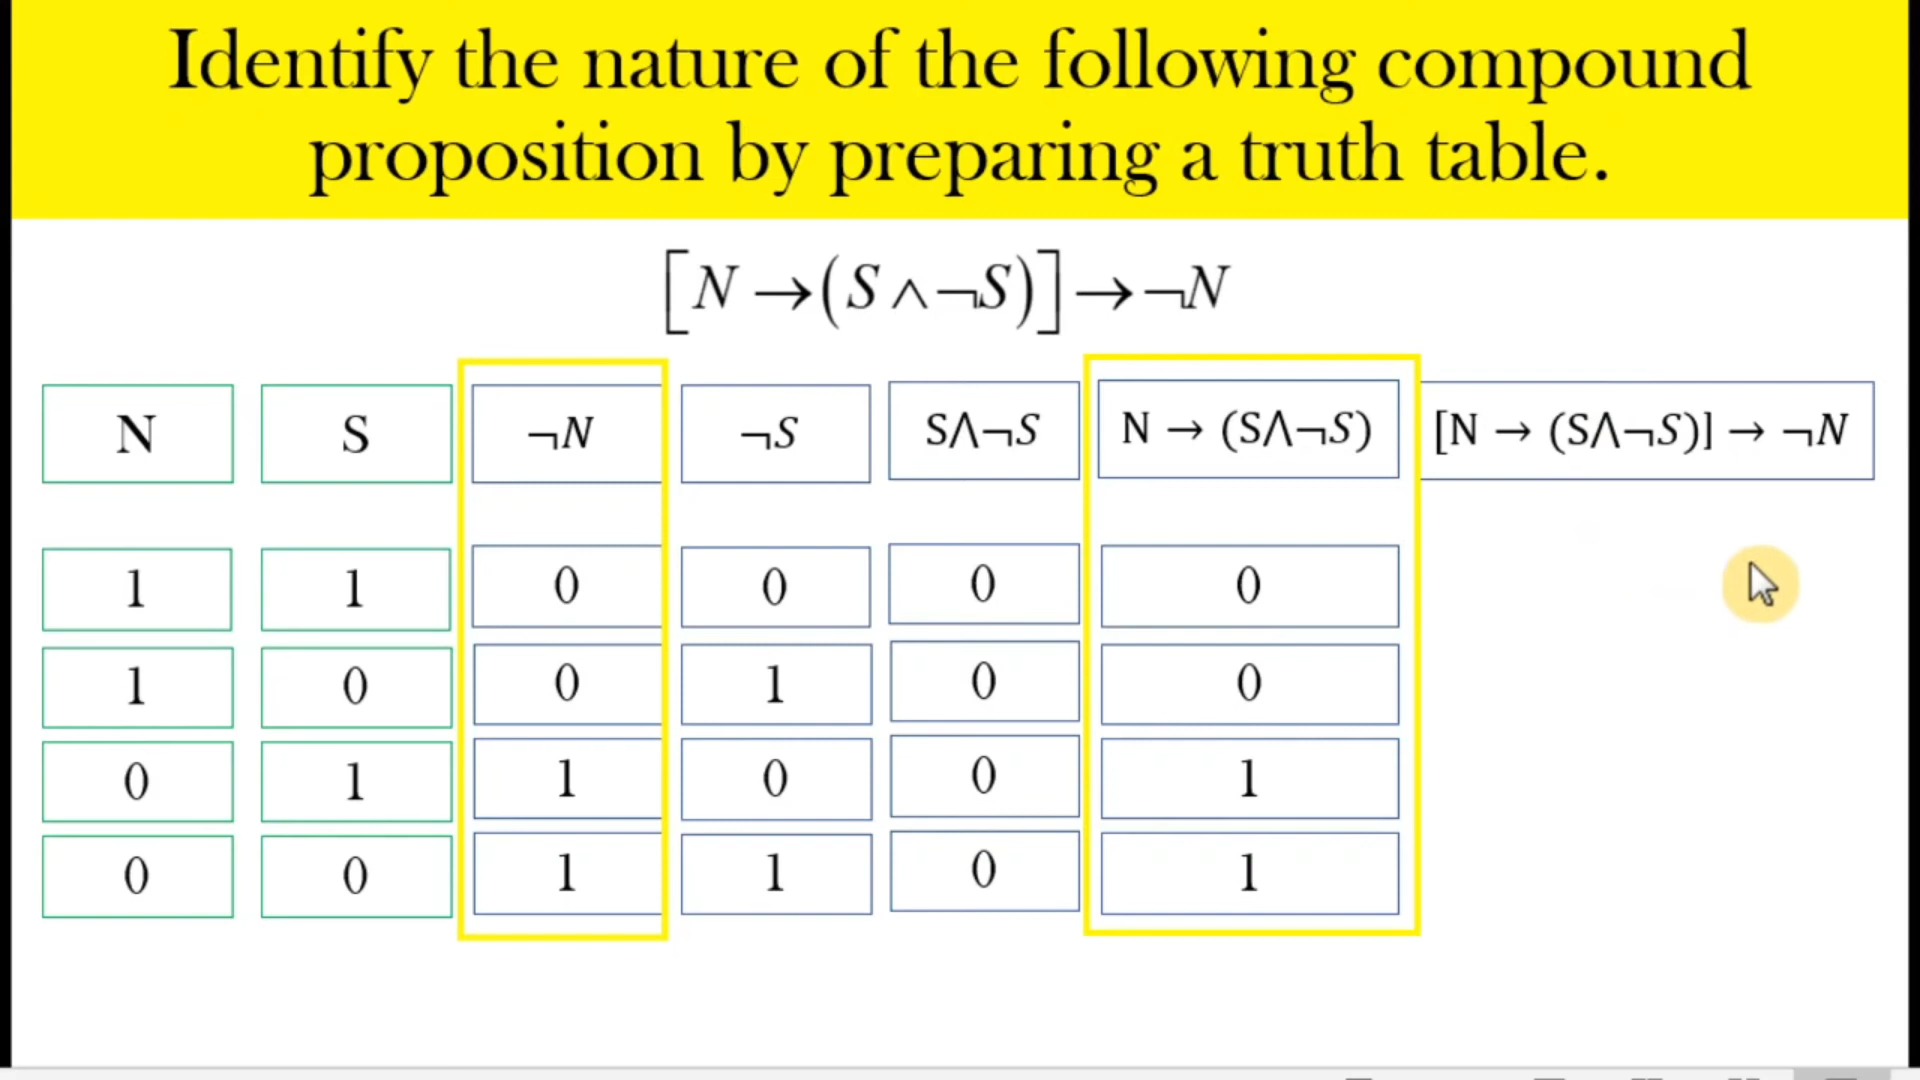 Identify the nature of the following compound
proposition by preparing a truth table.
[N→(S∧¬S)]→¬N
N S ¬N ¬S S⋀¬S N → (S⋀¬S) [N → (S⋀¬S)] → ¬N
1 1 0 0 0 0
1 0 0 1 0 0
0 1 1 0 0 1
0 0 1 1 0 1